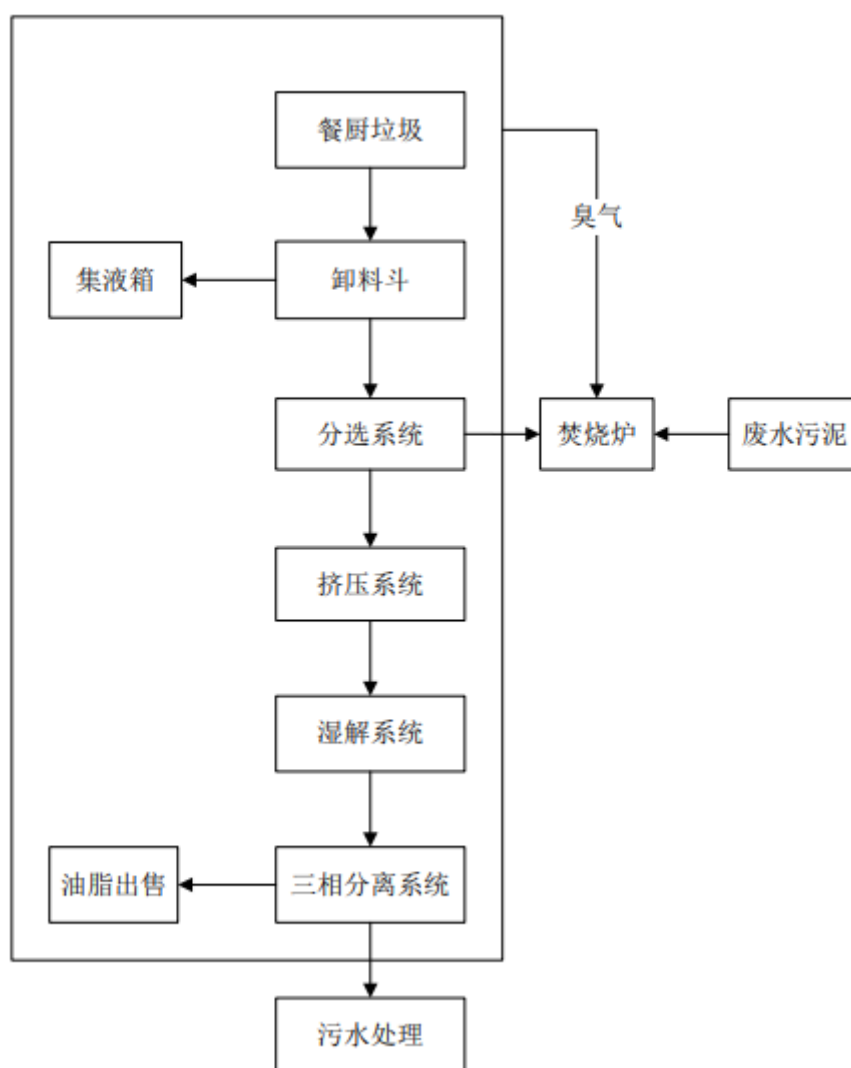 餐厨垃圾
臭气
集液箱
卸料斗
分选系统
焚烧炉
废水污泥
挤压系统
湿解系统
油脂出售
三相分离系统
污水处理